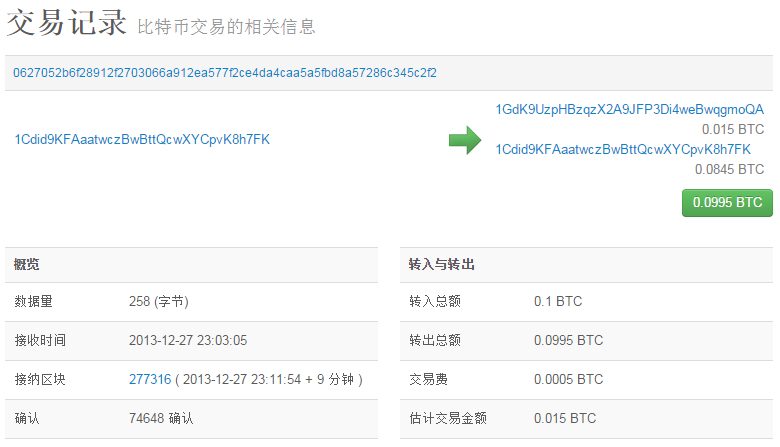 交易记录 比特币交易的相关信息
0627052b6f28912f2703066a912ea577f2ce4da4caa5a5fbd8a57286c345c2f2
1Cdid9KFAaatwczBwBttQcwXYCpvK8h7FK
1GdK9UzpHBzqzX2A9JFP3Di4weBwqgmoQA
0.015 BTC
1Cdid9KFAaatwczBwBttQcwXYCpvK8h7FK
0.0845 BTC
0.0995 BTC
概览
数据量 258 (字节)
接收时间 2013-12-27 23:03:05
接纳区块 277316 ( 2013-12-27 23:11:54 + 9 分钟 )
确认 74648 确认
转入与转出
转入总额 0.1 BTC
转出总额 0.0995 BTC
交易费 0.0005 BTC
估计交易金额 0.015 BTC